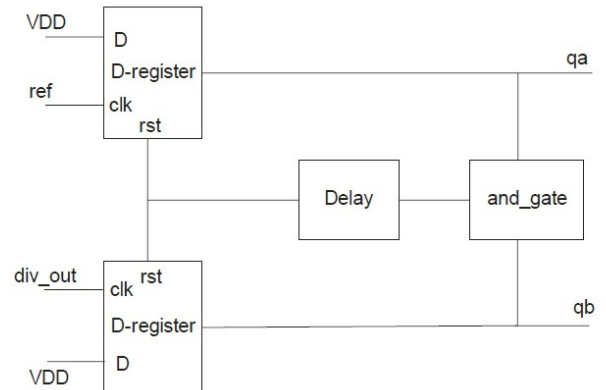 VDD
D
D-register
qa
ref
clk
rst
Delay
and_gate
div_out
rst
clk
qb
D-register
D
VDD